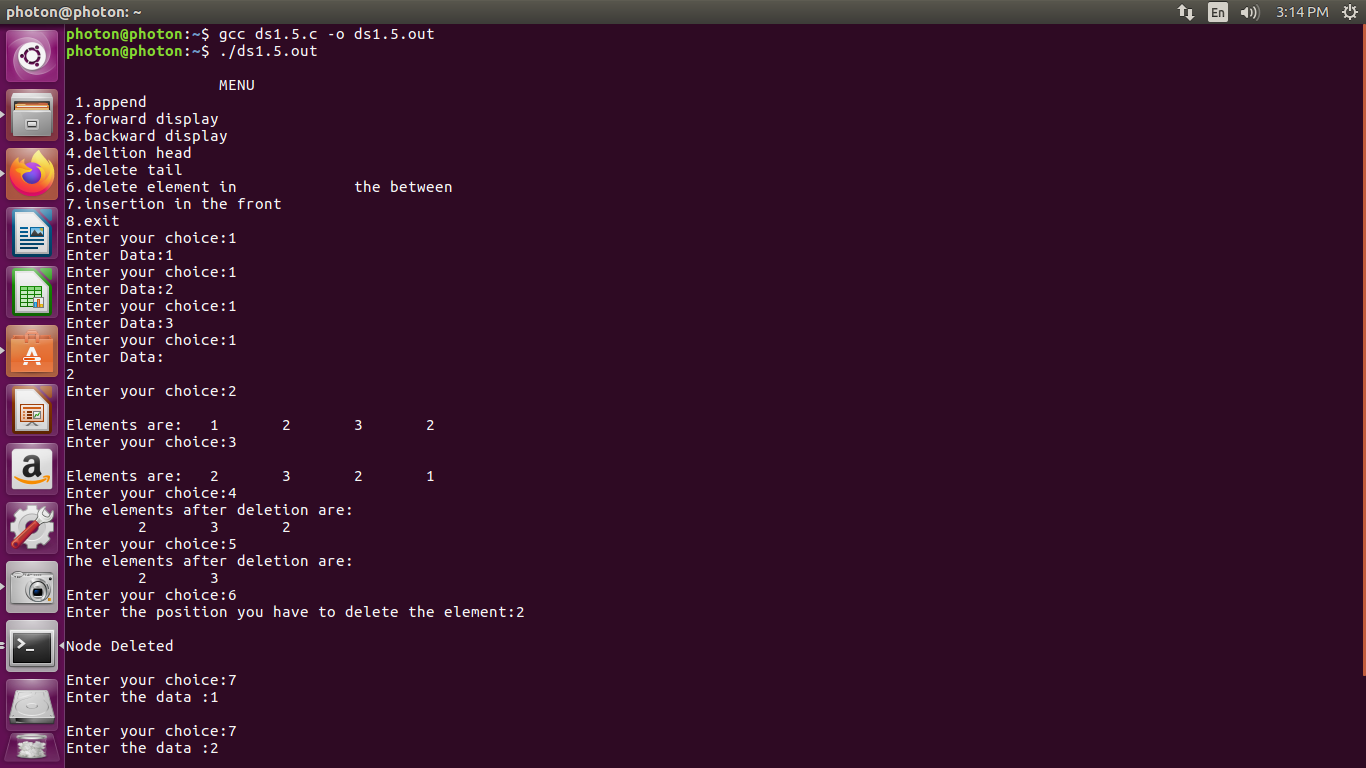 photon@photon: ~
En
3:14 PM
photon@photon:~$ gcc ds1.5.c -o ds1.5.out
photon@photon:~$ ./ds1.5.out
MENU
1.append
2.forward display
3.backward display
4.deltion head
5.delete tail
6.delete element in             the between
7.insertion in the front
8.exit
Enter your choice:1
Enter Data:1
Enter your choice:1
Enter Data:2
Enter your choice:1
Enter Data:3
Enter your choice:1
Enter Data:
2
Enter your choice:2
Elements are:   1       2       3       2
Enter your choice:3
Elements are:   2       3       2       1
Enter your choice:4
The elements after deletion are:
        2       3       2
Enter your choice:5
The elements after deletion are:
        2       3
Enter your choice:6
Enter the position you have to delete the element:2
Node Deleted
Enter your choice:7
Enter the data :1
Enter your choice:7
Enter the data :2